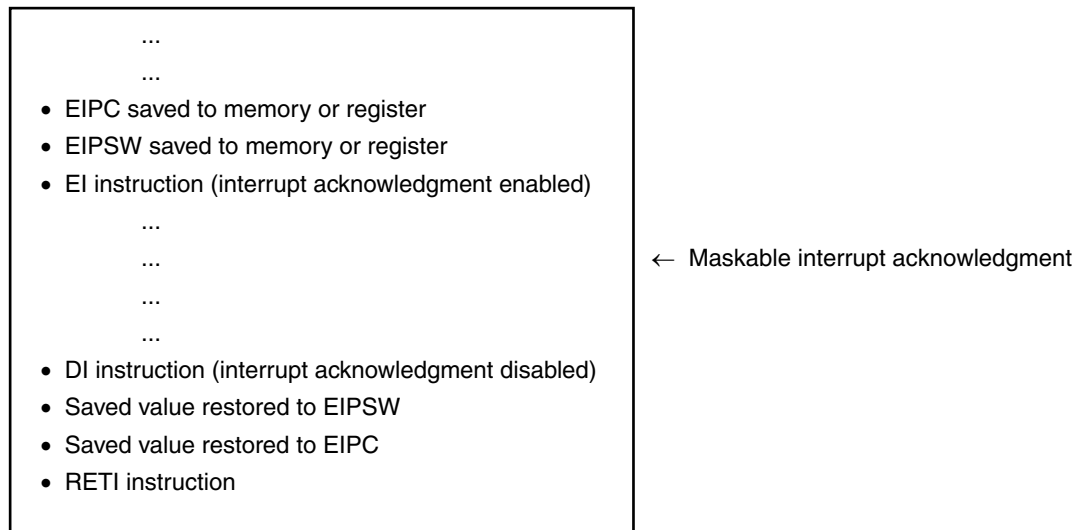 ...
...
• EIPC saved to memory or register
• EIPSW saved to memory or register
• EI instruction (interrupt acknowledgment enabled)
...
...
← Maskable interrupt acknowledgment
...
...
• DI instruction (interrupt acknowledgment disabled)
• Saved value restored to EIPSW
• Saved value restored to EIPC
• RETI instruction